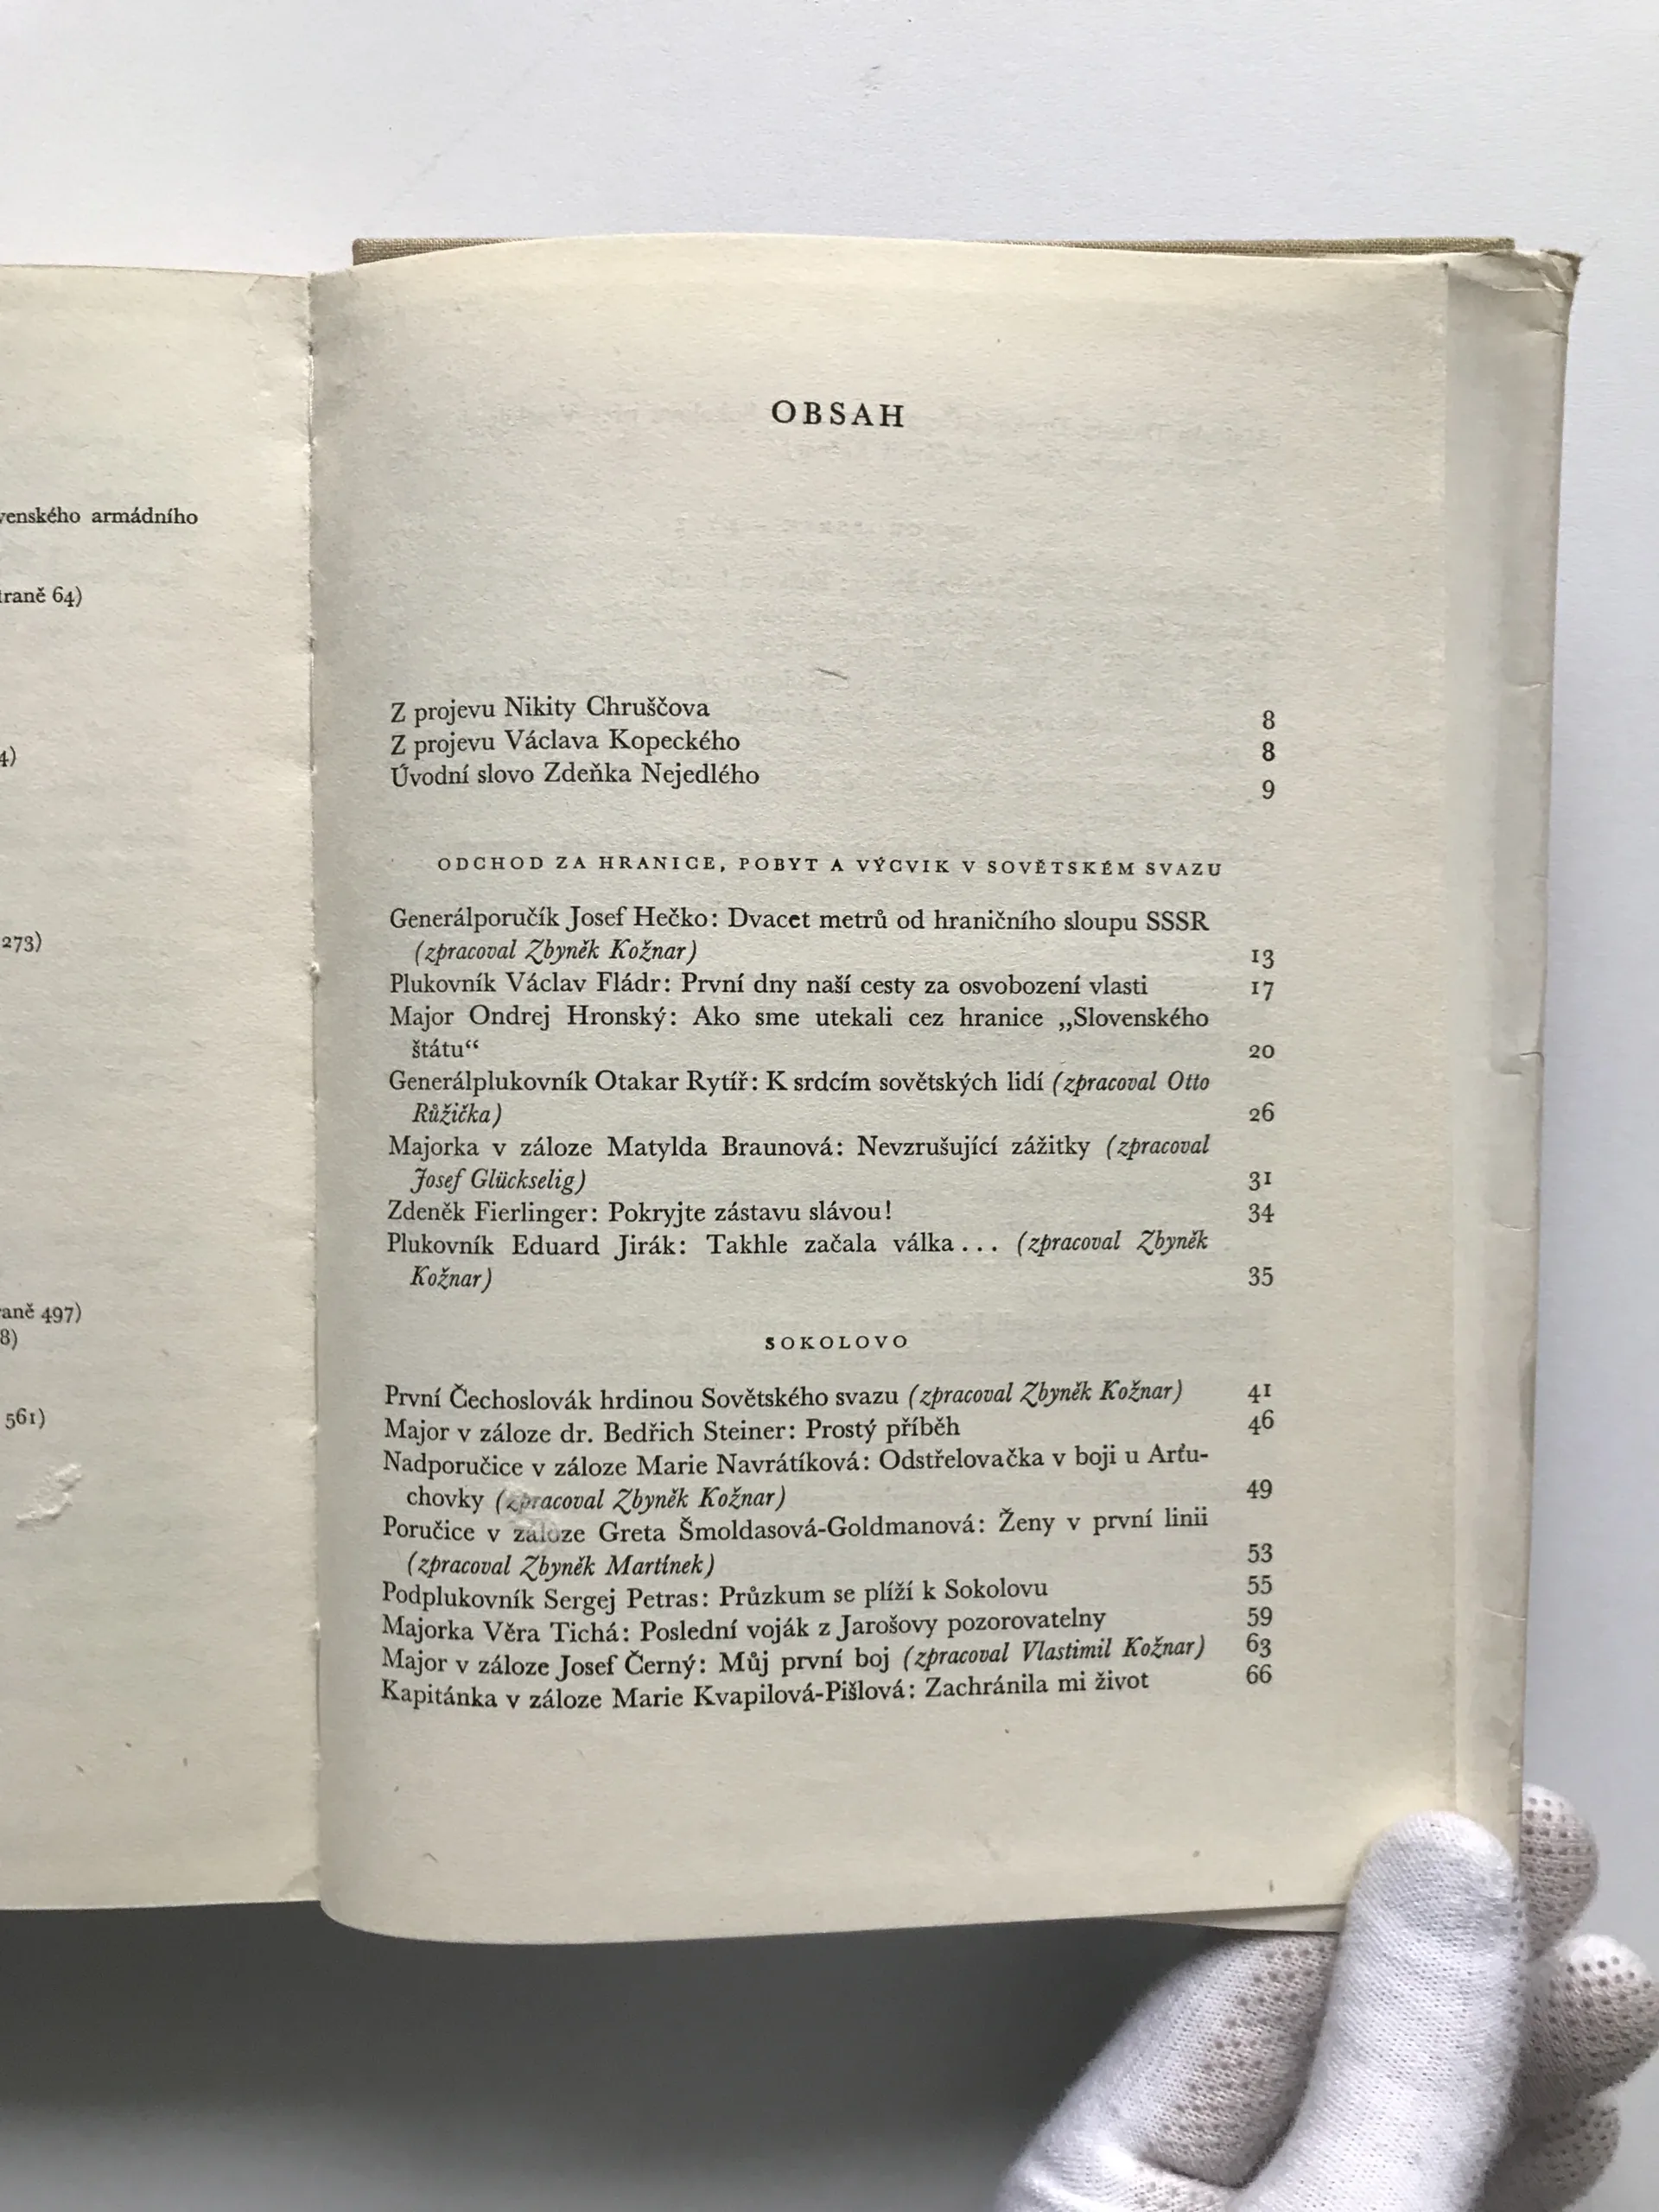 venského armádního
traně 64)
4)
273)
aně 497)
8)
561)
OBSAH
Z projevu Nikity Chruščova 8
Z projevu Václava Kopeckého 8
Úvodní slovo Zdeňka Nejedlého 9
ODCHOD ZA HRANICE, POBYT A VÝCVIK V SOVĚTSKÉM SVAZU
Generálporučík Josef Hečko: Dvacet metrů od hraničního sloupu SSSR
(zpracoval Zbyněk Kožnar) 13
Plukovník Václav Fládr: První dny naší cesty za osvobození vlasti 17
Major Ondrej Hronský: Ako sme utekali cez hranice „Slovenského
štátu“ 20
Generálplukovník Otakar Rytíř: K srdcím sovětských lidí (zpracoval Otto
Růžička) 26
Majorka v záloze Matylda Braunová: Nevzrušující zážitky (zpracoval
Josef Glückselig) 31
Zdeněk Fierlinger: Pokryjte zástavu slávou! 34
Plukovník Eduard Jirák: Takhle začala válka... (zpracoval Zbyněk
Kožnar) 35
SOKOLOVO
První Čechoslovák hrdinou Sovětského svazu (zpracoval Zbyněk Kožnar) 41
Major v záloze dr. Bedřich Steiner: Prostý příběh 46
Nadporučice v záloze Marie Navrátíková: Odstřelovačka v boji u Arťu-
chovky (zpracoval Zbyněk Kožnar) 49
Poručice v záloze Greta Šmoldasová-Goldmanová: Ženy v první linii
(zpracoval Zbyněk Martínek) 53
Podplukovník Sergej Petras: Průzkum se plíží k Sokolovu 55
Majorka Věra Tichá: Poslední voják z Jarošovy pozorovatelny 59
Major v záloze Josef Černý: Můj první boj (zpracoval Vlastimil Kožnar) 63
Kapitánka v záloze Marie Kvapilová-Pišlová: Zachránila mi život 66